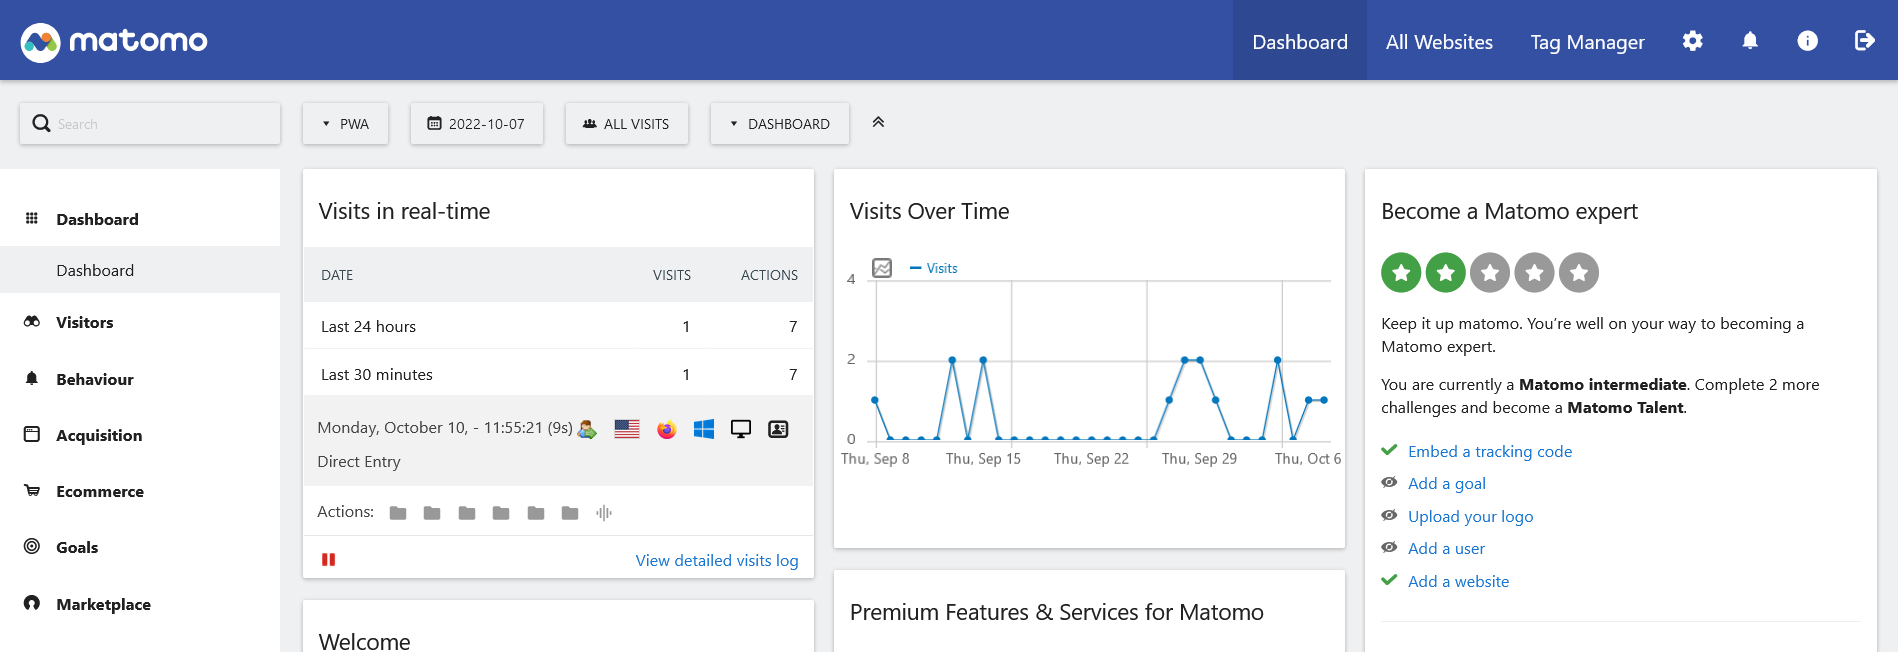 matomo
Dashboard All Websites Tag Manager
Search
PWA
2022-10-07
ALL VISITS
DASHBOARD
Dashboard
Dashboard
Visitors
Behaviour
Acquisition
Ecommerce
Goals
Marketplace
Visits in real-time
DATE VISITS ACTIONS
Last 24 hours 1 7
Last 30 minutes 1 7
Monday, October 10, - 11:55:21 (9s)
Direct Entry
Actions:
View detailed visits log
Welcome
Visits Over Time
Visits
4
2
0
Thu, Sep 8 Thu, Sep 15 Thu, Sep 22 Thu, Sep 29 Thu, Oct 6
Premium Features & Services for Matomo
Become a Matomo expert
Keep it up matomo. You’re well on your way to becoming a
Matomo expert.
You are currently a Matomo intermediate. Complete 2 more
challenges and become a Matomo Talent.
Embed a tracking code
Add a goal
Upload your logo
Add a user
Add a website